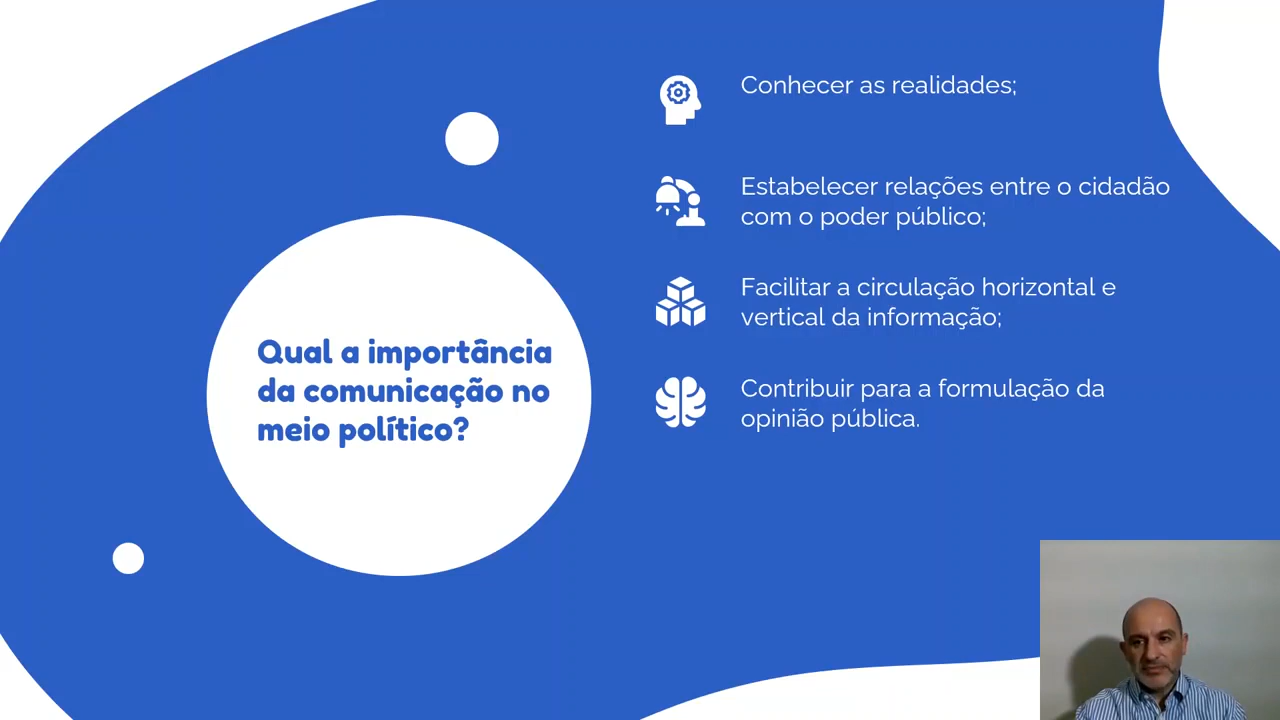 Qual a importância
da comunicação no
meio político?
Conhecer as realidades;
Estabelecer relações entre o cidadão
com o poder público;
Facilitar a circulação horizontal e
vertical da informação;
Contribuir para a formulação da
opinião pública.